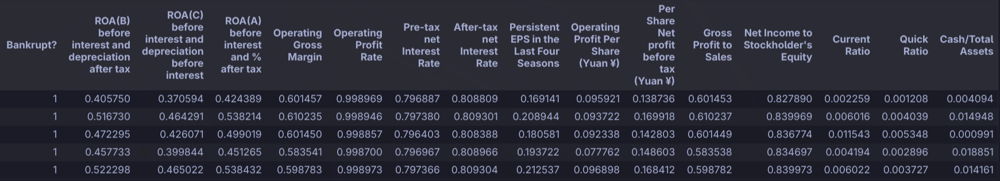 Bankrupt? ROA(B) before interest and depreciation after tax ROA(C) before interest and depreciation before interest ROA(A) before interest and % after tax Operating Gross Margin Operating Profit Rate Pre-tax net Interest Rate After-tax net Interest Rate Persistent EPS in the Last Four Seasons Operating Profit Per Share (Yuan ¥) Per Share Net profit before tax (Yuan ¥) Gross Profit to Sales Net Income to Stockholder's Equity Current Ratio Quick Ratio Cash/Total Assets
1 0.405750 0.370594 0.424389 0.601457 0.998969 0.796887 0.808809 0.169141 0.095921 0.138736 0.601453 0.827890 0.002259 0.001208 0.004094
1 0.516730 0.464291 0.538214 0.610235 0.998946 0.797380 0.809301 0.208944 0.093722 0.169918 0.610237 0.839969 0.006016 0.004039 0.014948
1 0.472295 0.426071 0.499019 0.601450 0.998857 0.796403 0.808388 0.180581 0.092338 0.142803 0.601449 0.836774 0.011543 0.005348 0.000991
1 0.457733 0.399844 0.451265 0.583541 0.998700 0.796967 0.808966 0.193722 0.077762 0.148603 0.583538 0.834697 0.004194 0.002896 0.018851
1 0.522298 0.465022 0.538432 0.598783 0.998973 0.797366 0.809304 0.212537 0.096898 0.168412 0.598782 0.839973 0.006022 0.003727 0.014161